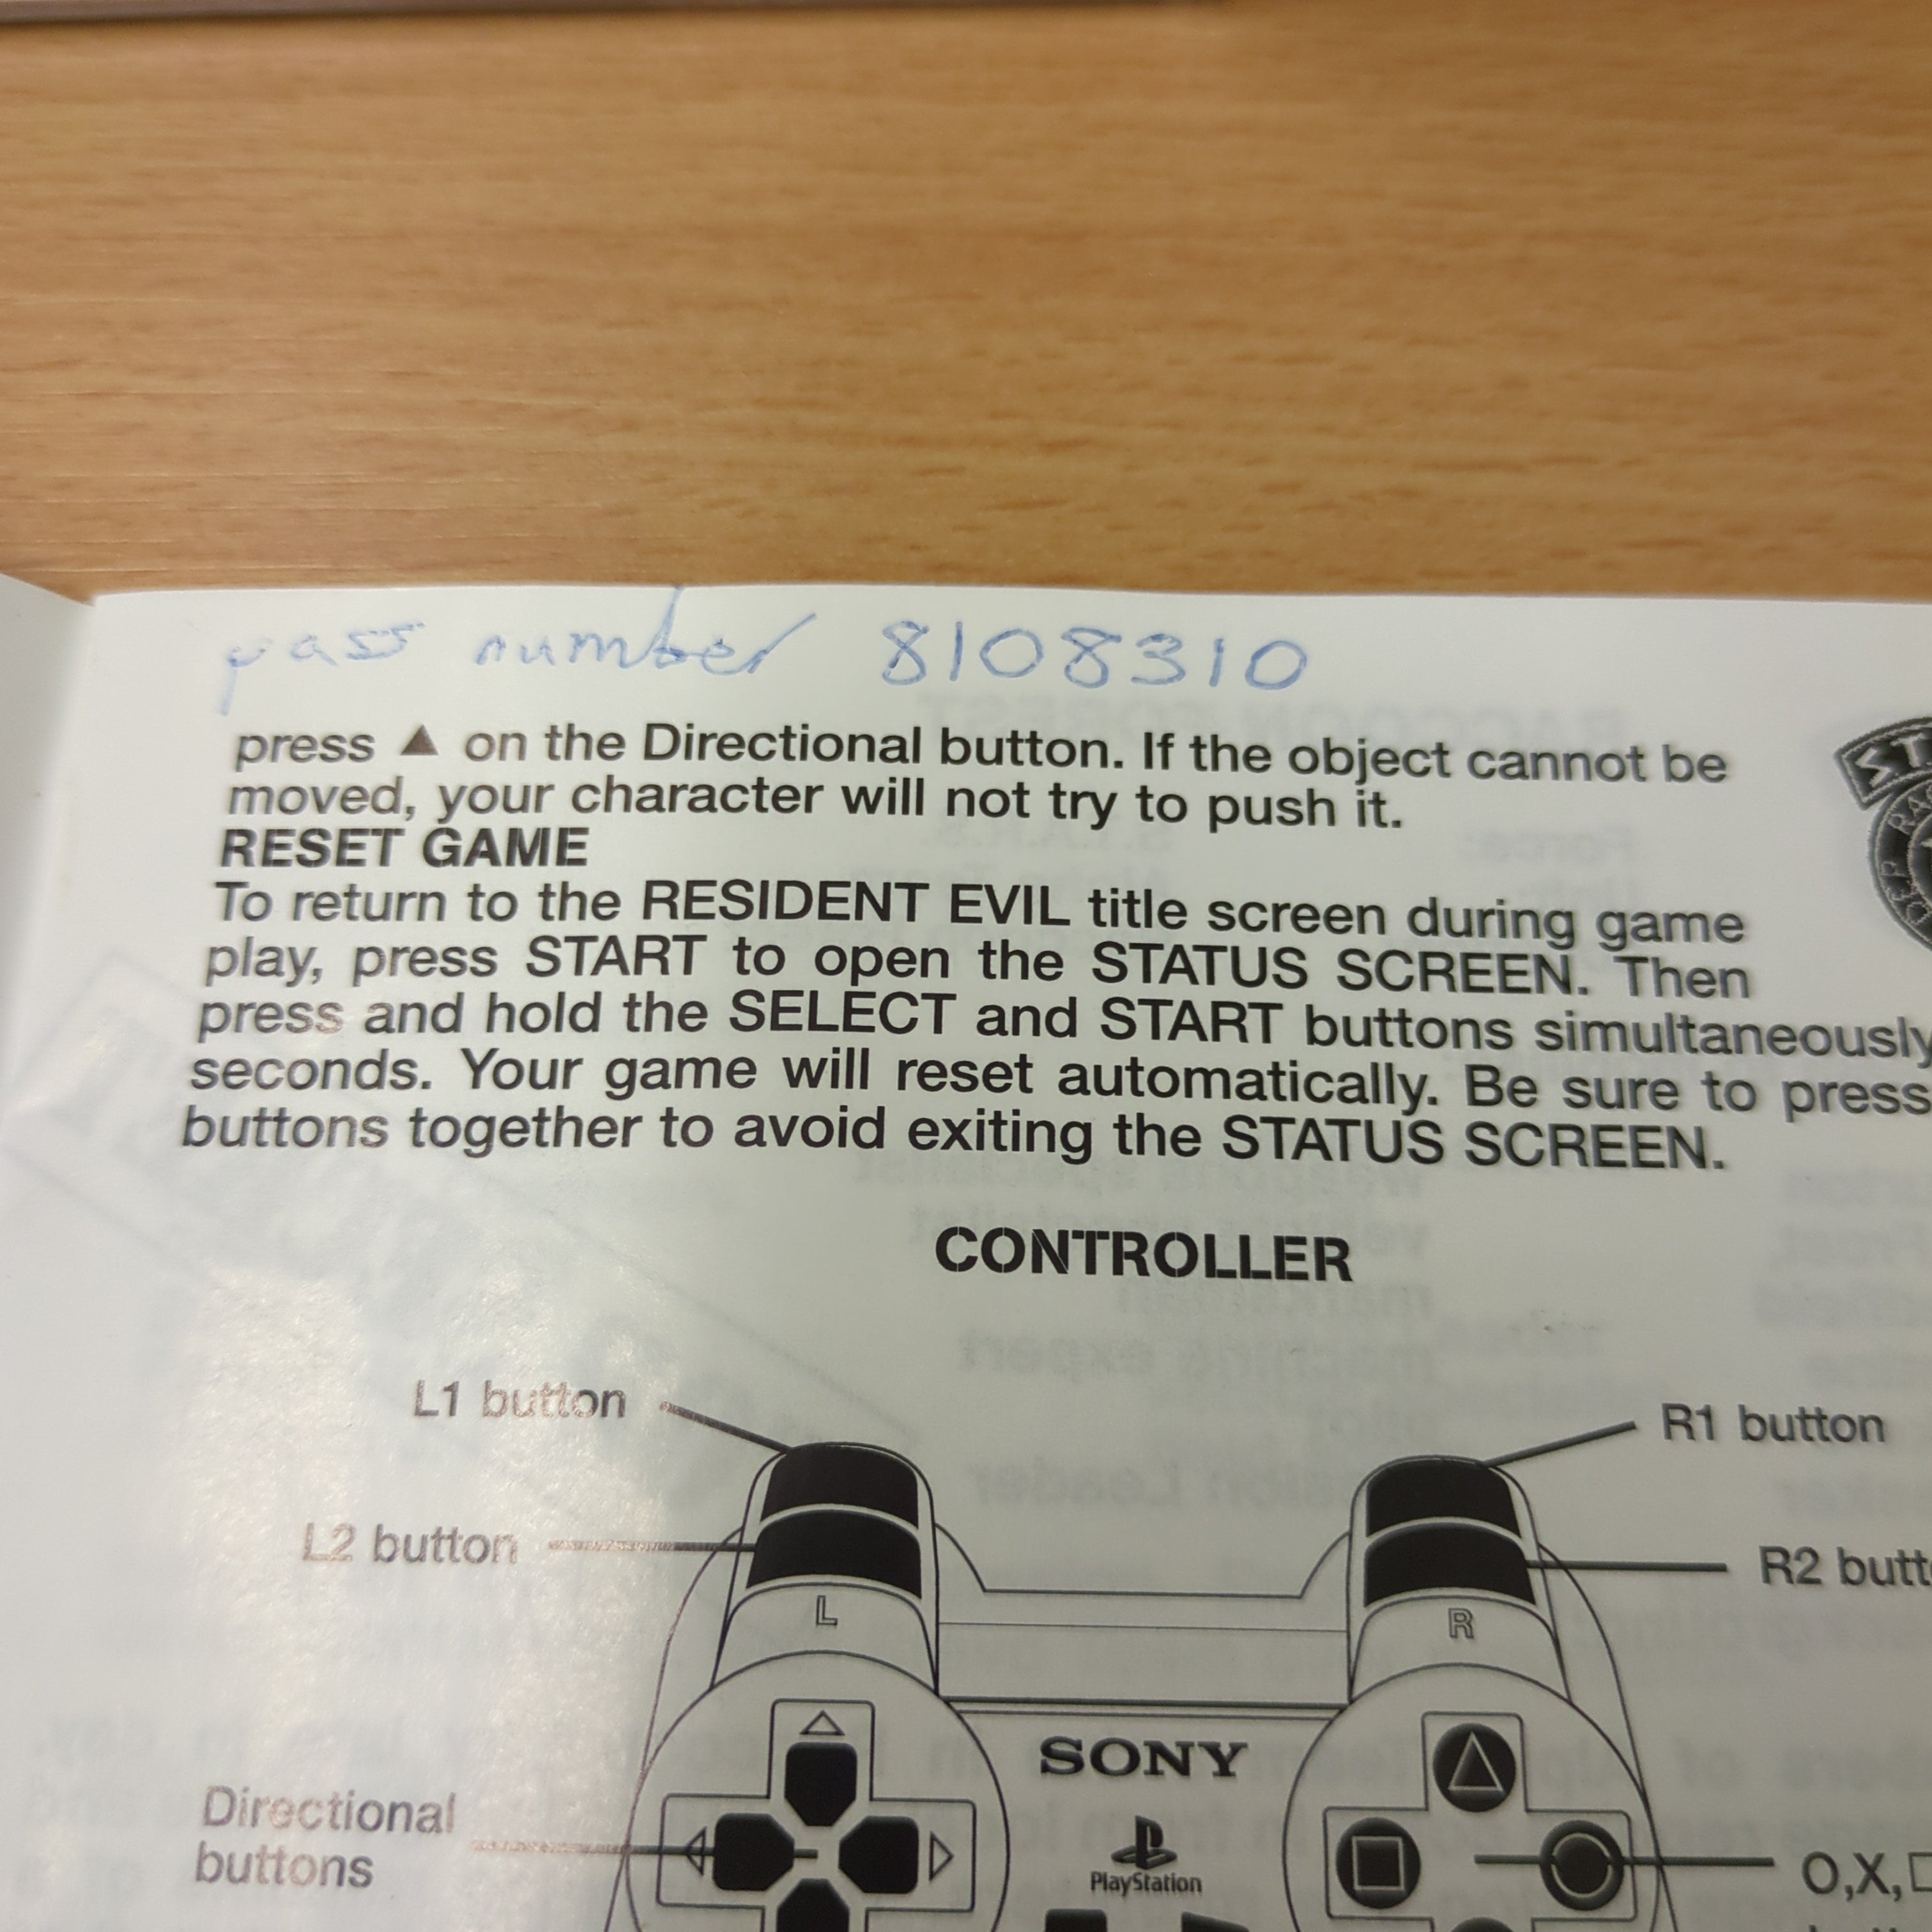 pass number 8108310
press ▲ on the Directional button. If the object cannot be
moved, your character will not try to push it.
RESET GAME
To return to the RESIDENT EVIL title screen during game
play, press START to open the STATUS SCREEN. Then
press and hold the SELECT and START buttons simultaneously
seconds. Your game will reset automatically. Be sure to press
buttons together to avoid exiting the STATUS SCREEN.
CONTROLLER
L1 button
R1 button
L2 button
R2 butt
L
R
SONY
PlayStation
Directional
buttons
O,X,□